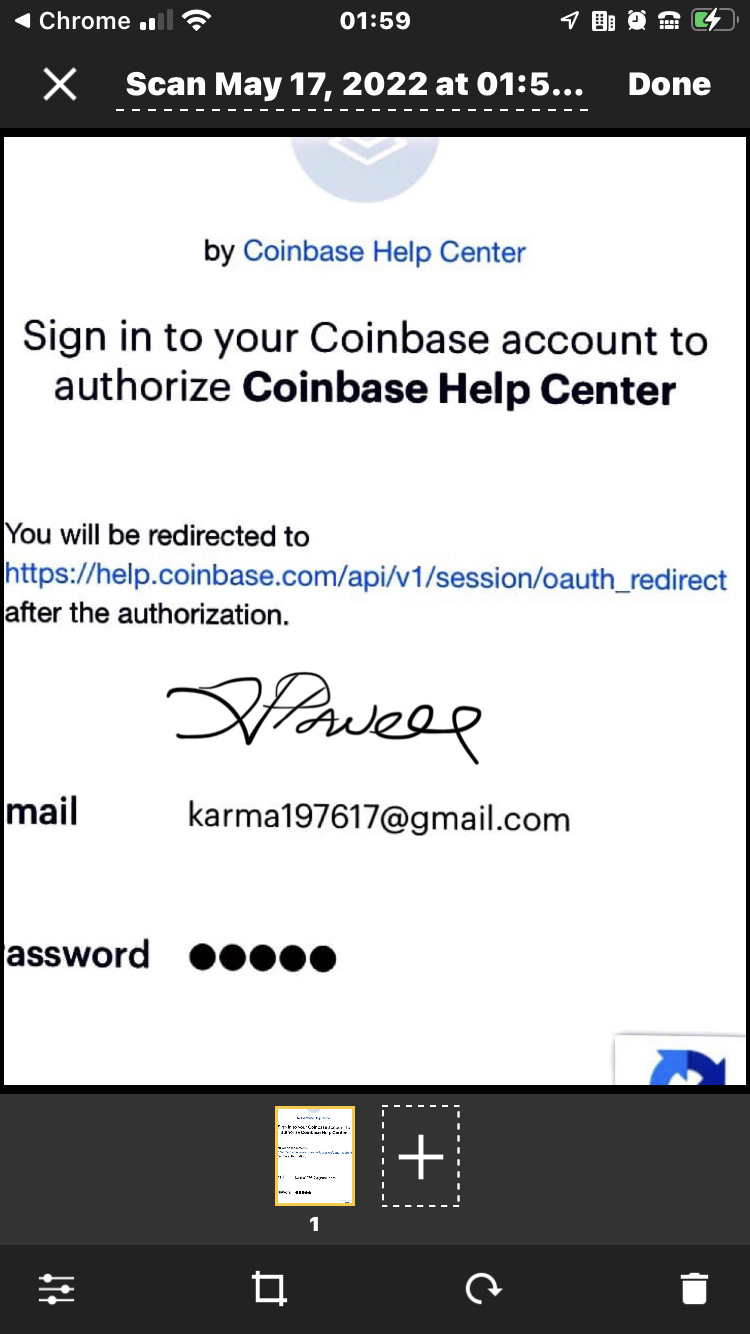 Chrome
01:59
Scan May 17, 2022 at 01:5...
Done
by Coinbase Help Center
Sign in to your Coinbase account to
authorize Coinbase Help Center
You will be redirected to
https://help.coinbase.com/api/v1/session/oauth_redirect
after the authorization.
mail
karma197617@gmail.com
assword
1